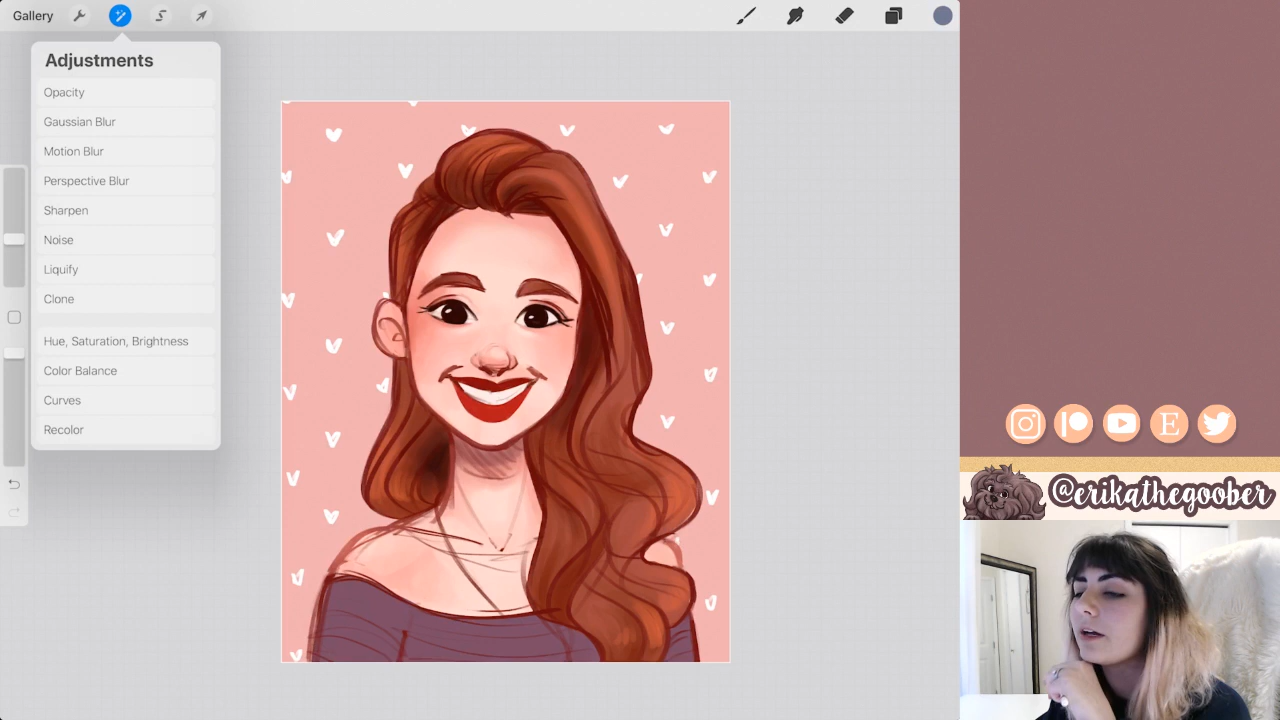 Gallery
Adjustments
Opacity
Gaussian Blur
Motion Blur
Perspective Blur
Sharpen
Noise
Liquify
Clone
Hue, Saturation, Brightness
Color Balance
Curves
Recolor
E
@erikathegoober